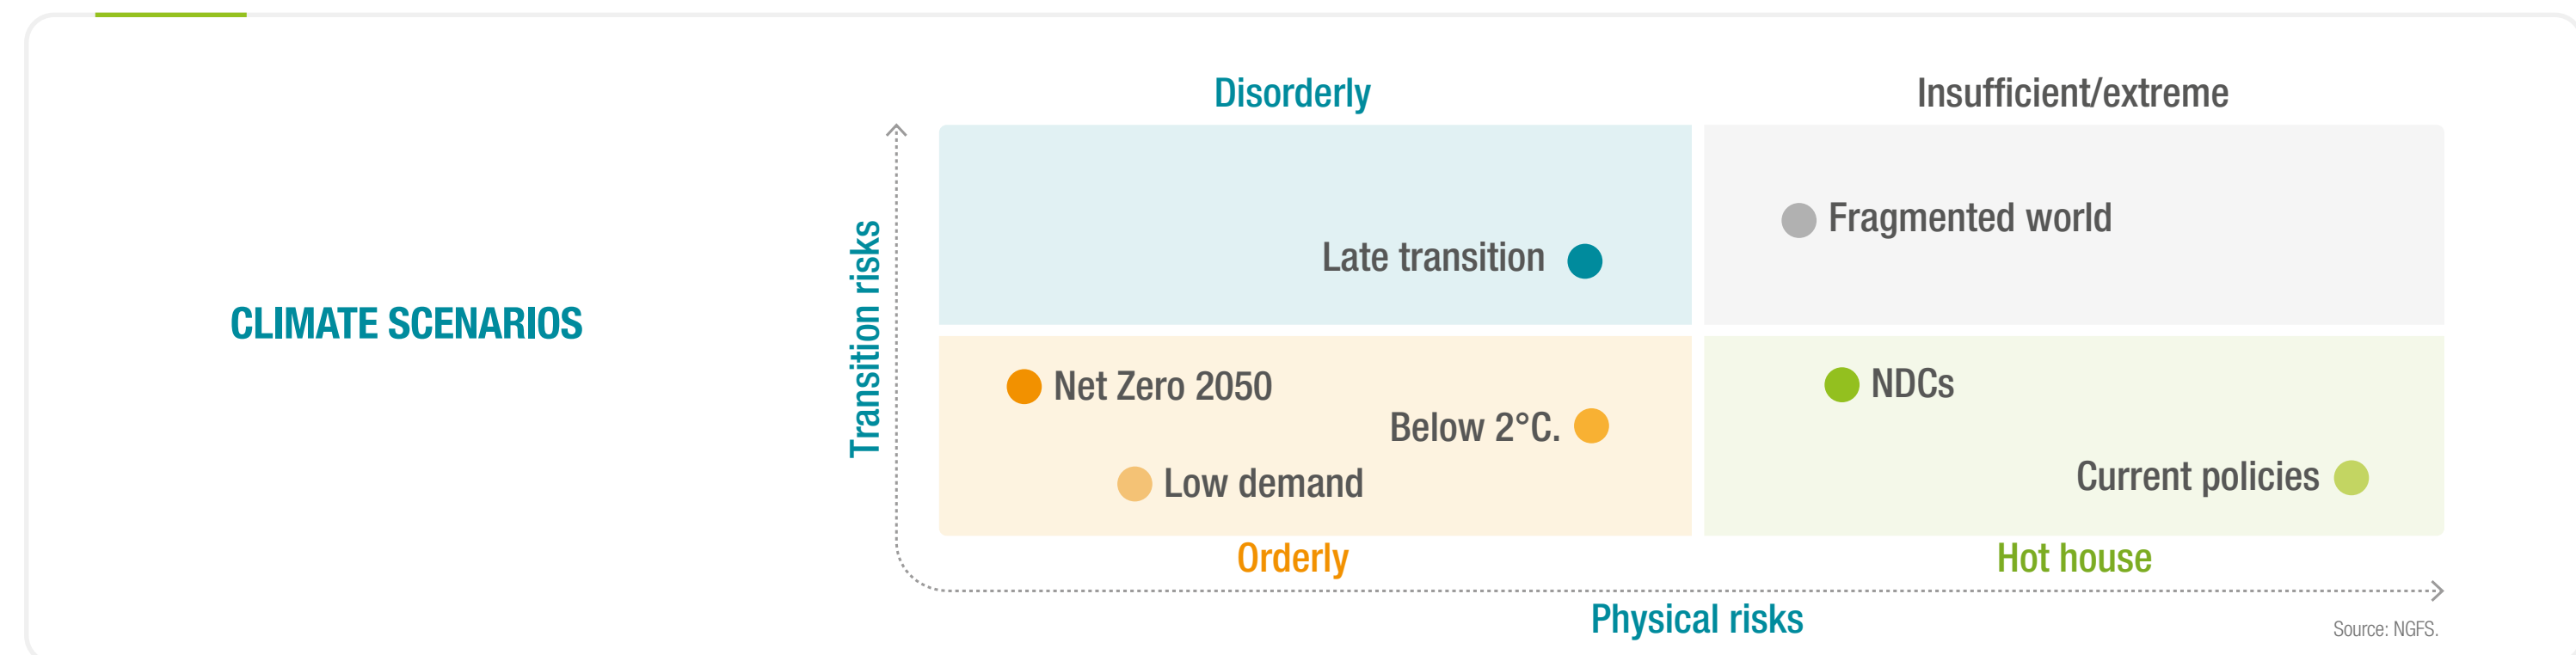 CLIMATE SCENARIOS
Transition risks
Disorderly
Insufficient/extreme
Late transition
Fragmented world
Net Zero 2050
Below 2°C.
Low demand
NDCs
Current policies
Orderly
Hot house
Physical risks
Source: NGFS.